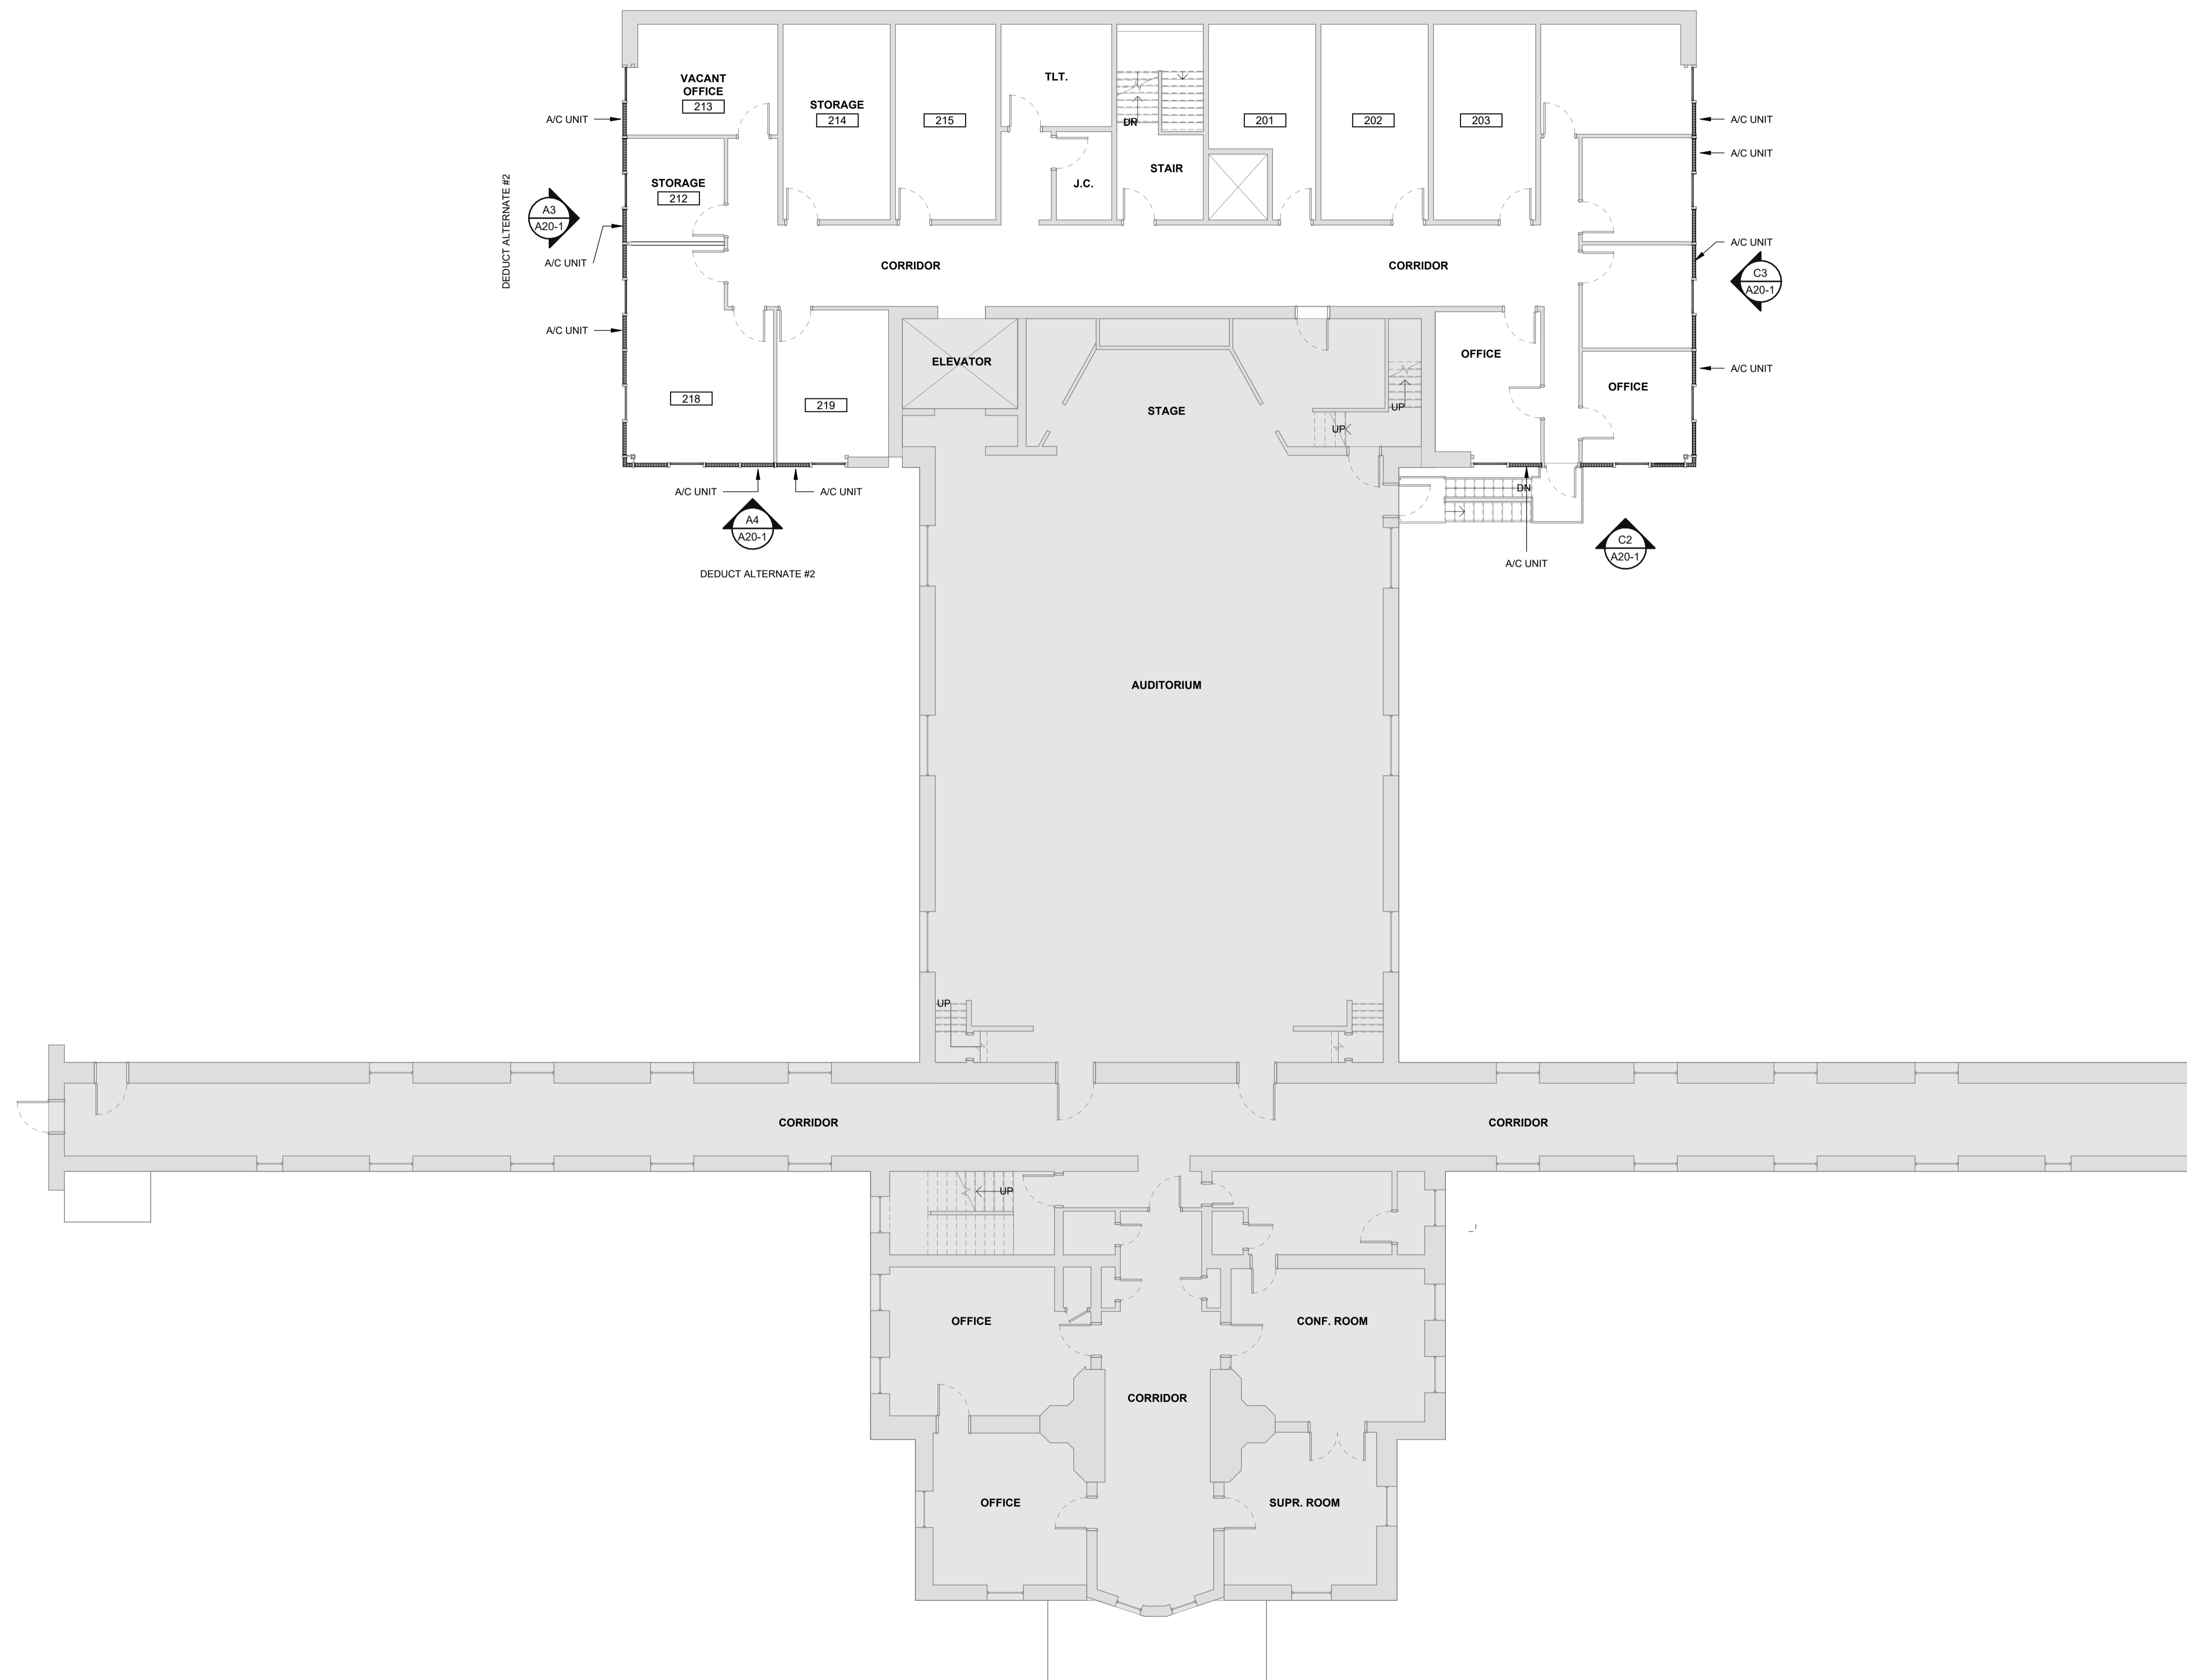 VACANT
OFFICE
213
STORAGE
214
215
TLT.
DR
STAIR
J.C.
201
202
203
A/C UNIT
A/C UNIT
A/C UNIT
STORAGE
212
DEDUCT ALTERNATE #2
A3
A20-1
A/C UNIT
CORRIDOR
CORRIDOR
A/C UNIT
C3
A20-1
A/C UNIT
ELEVATOR
OFFICE
A/C UNIT
OFFICE
218
219
STAGE
UP
UP
A/C UNIT
A/C UNIT
DN
A4
A20-1
C2
A20-1
A/C UNIT
DEDUCT ALTERNATE #2
AUDITORIUM
UP
CORRIDOR
CORRIDOR
UP
OFFICE
CONF. ROOM
CORRIDOR
OFFICE
SUPR. ROOM